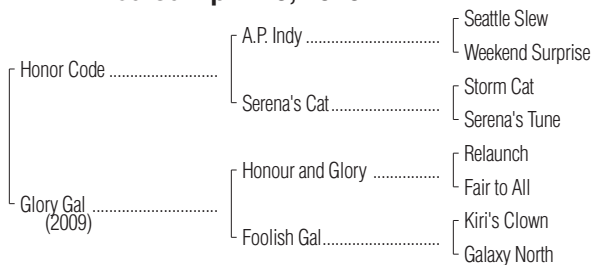 Honor Code ..........................
A.P. Indy ................................
Seattle Slew
Weekend Surprise
Serena's Cat..........................
Storm Cat
Serena's Tune
Glory Gal ..............................
(2009)
Honour and Glory ................
Relaunch
Fair to All
Foolish Gal............................
Kiri's Clown
Galaxy North